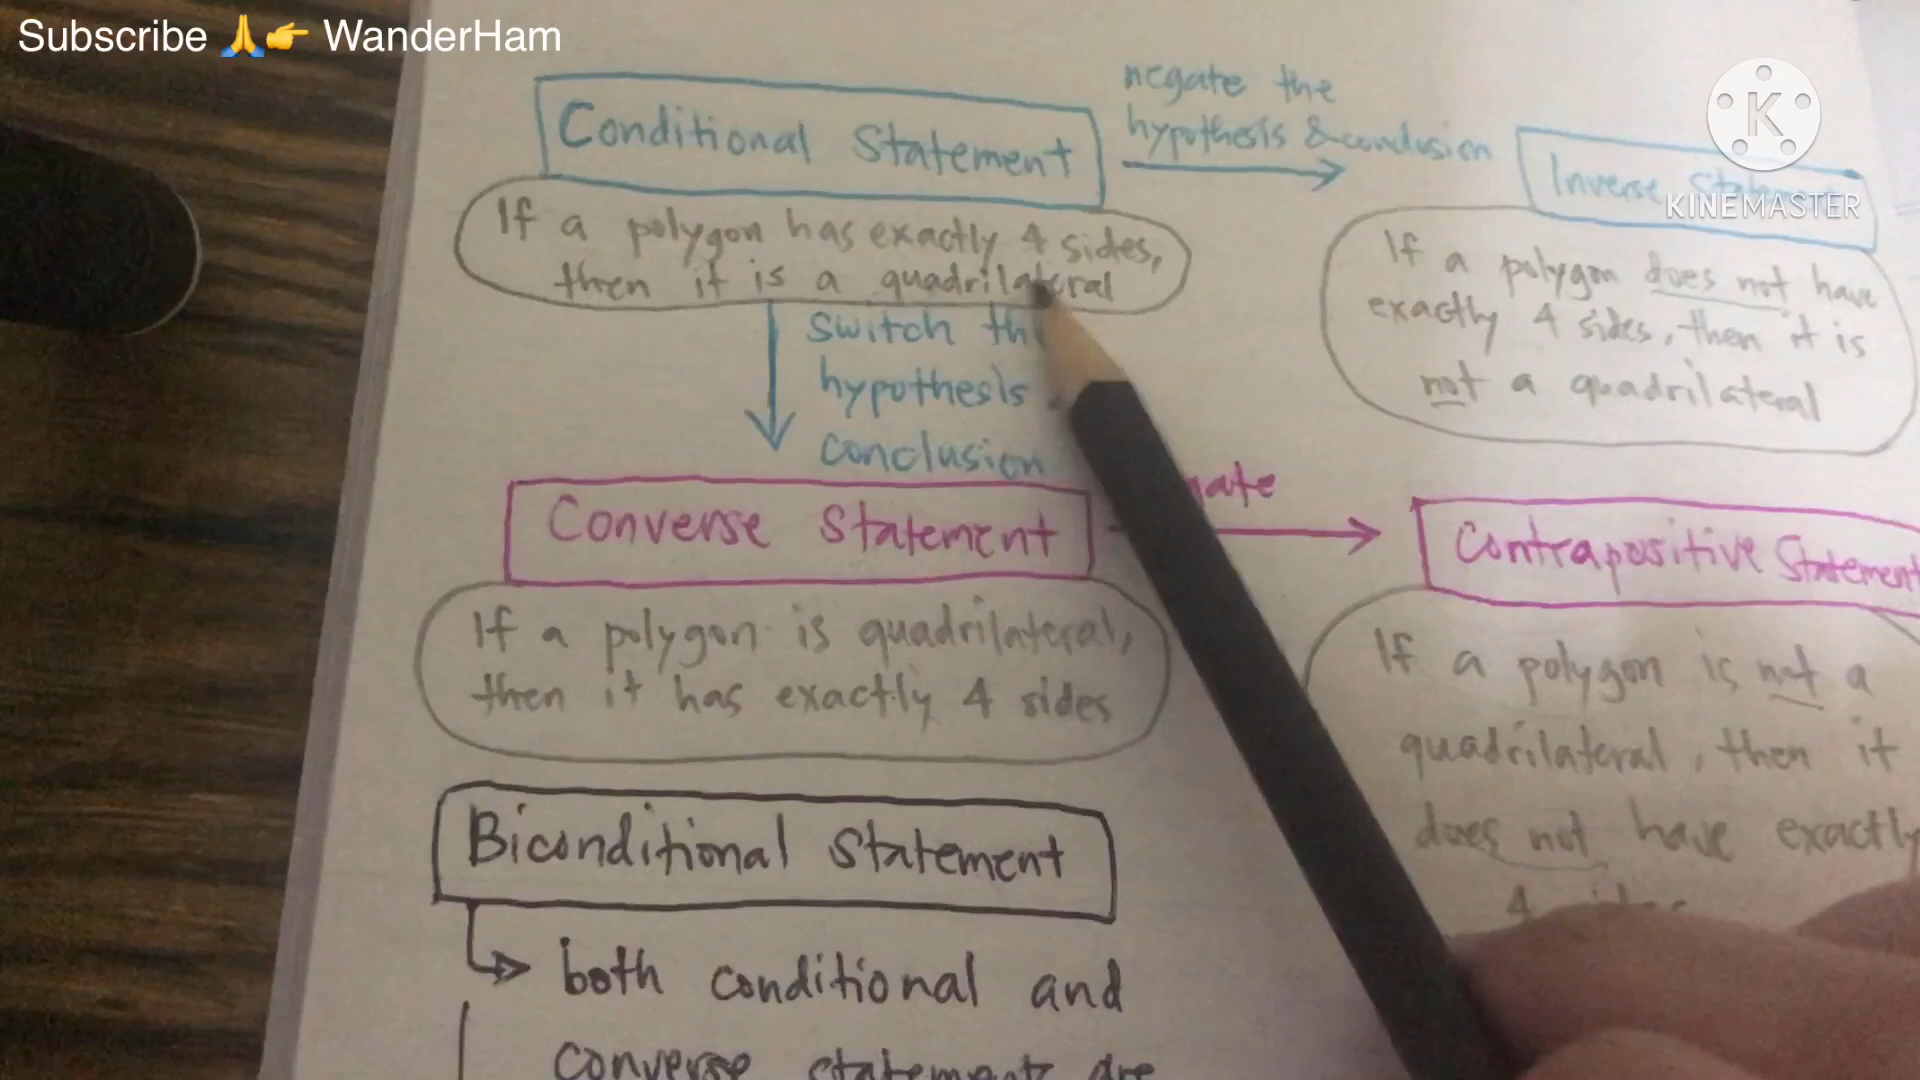 Subscribe 🙏👉 WanderHam
K
KINEMASTER
Conditional Statement
If a polygon has exactly 4 sides,
then it is a quadrilateral
negate the
hypothesis & conclusion
Inverse
If a polygon does not have
exactly 4 sides, then it is
not a quadrilateral
switch
hypothesis
conclusion
Converse Statement
If a polygon is quadrilateral,
then it has exactly 4 sides
Contrapositive Statement
If a polygon is not a
quadrilateral, then it
does not have exactly
4
Biconditional Statement
both conditional and
converse statements are